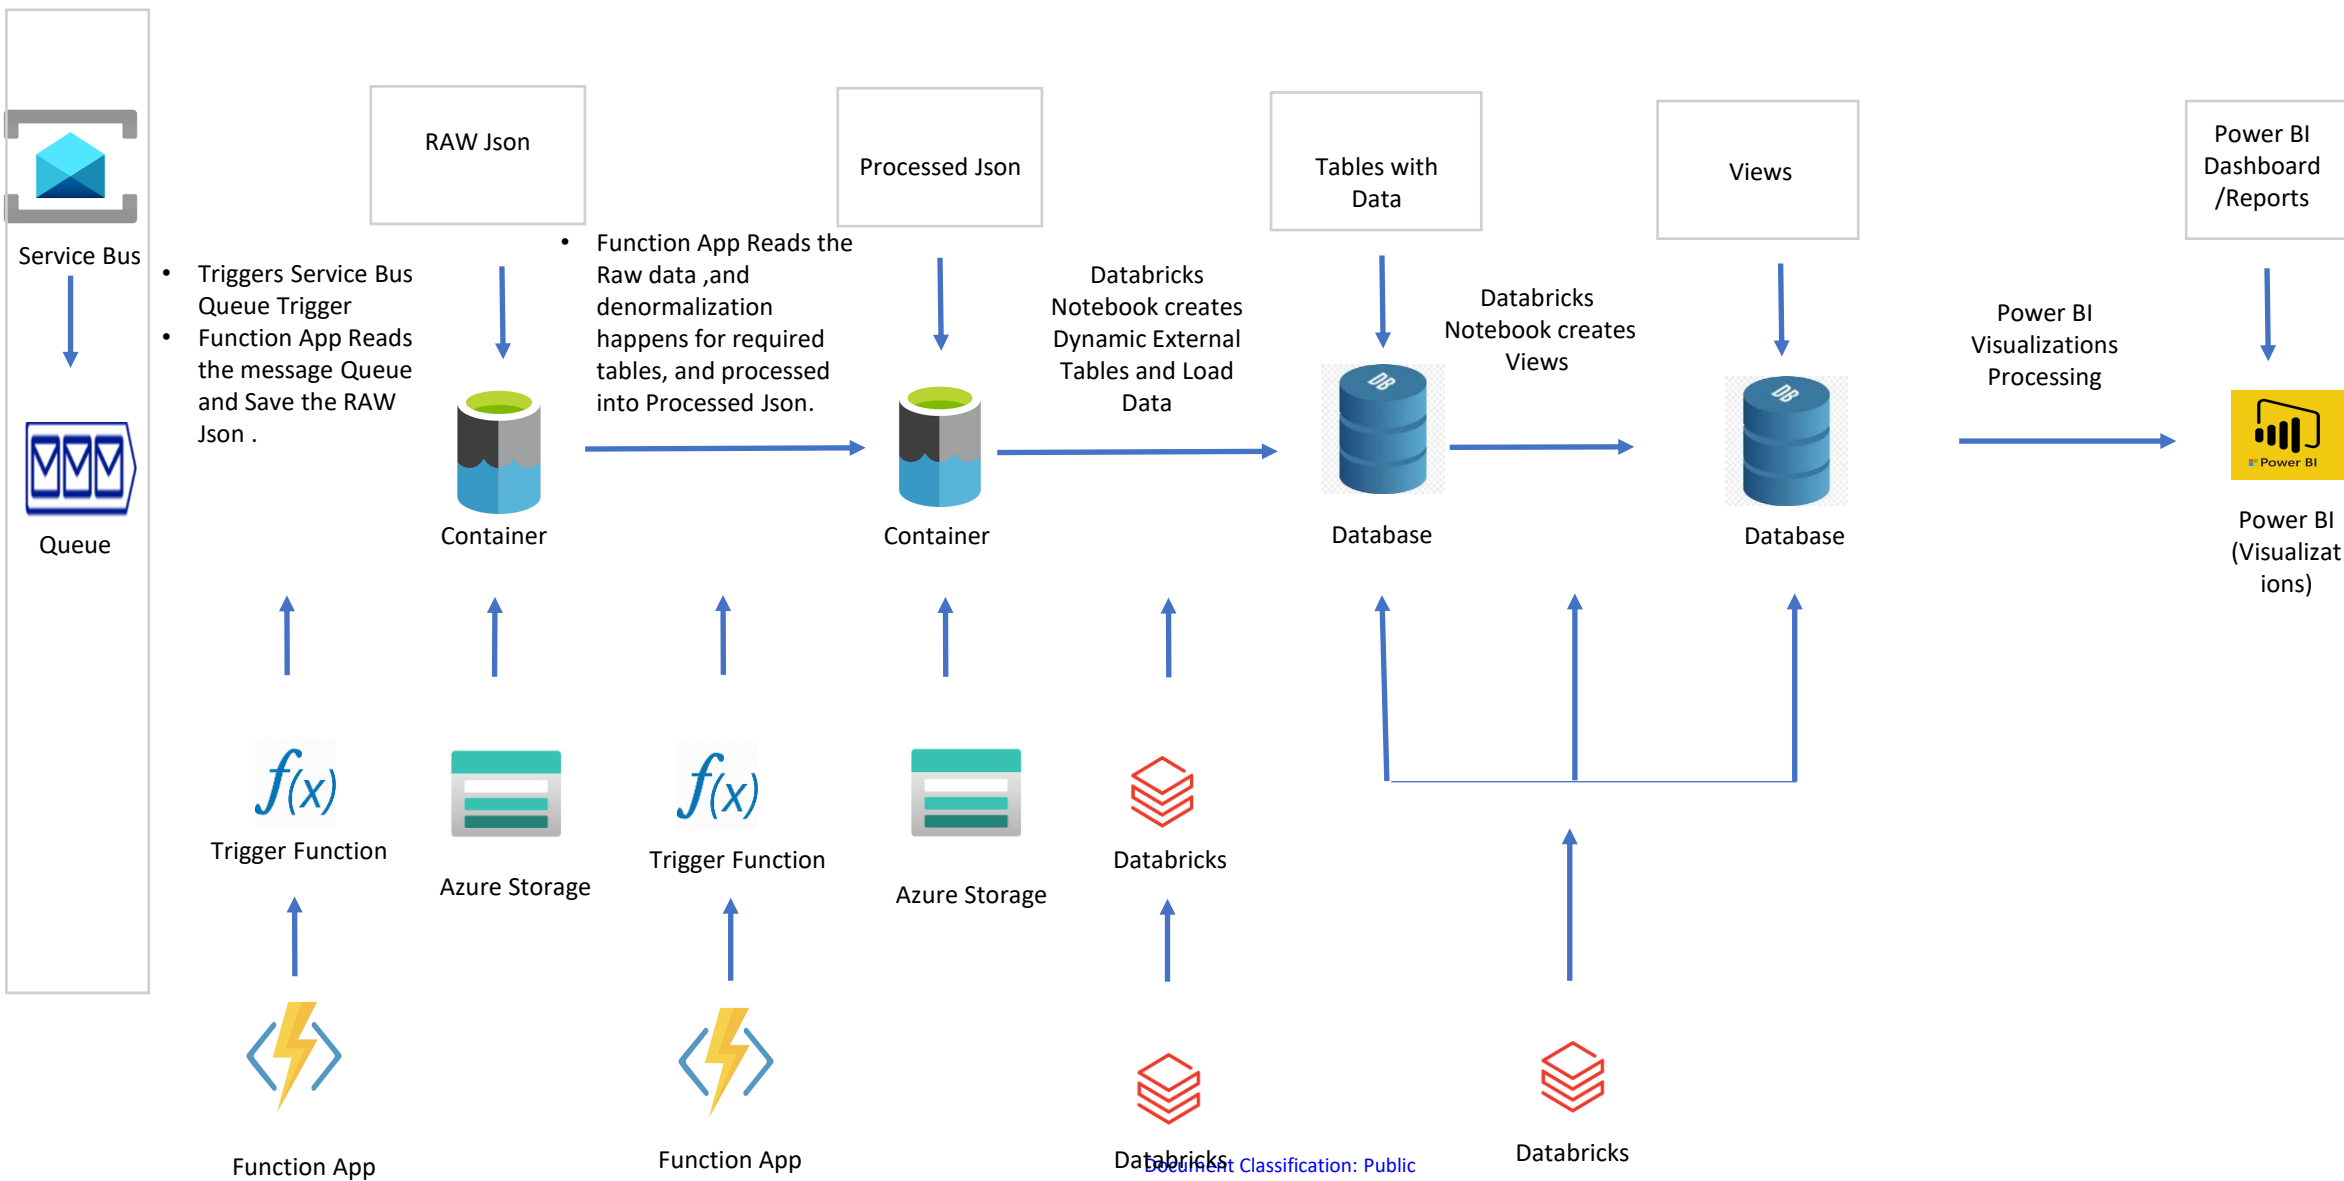 RAW Json
Processed Json
Tables with
Data
Views
Power BI
Dashboard
/Reports
Service Bus
• Triggers Service Bus
Queue Trigger
• Function App Reads
the message Queue
and Save the RAW
Json .
• Function App Reads the
Raw data ,and
denormalization
happens for required
tables, and processed
into Processed Json.
Databricks
Notebook creates
Dynamic External
Tables and Load
Data
Databricks
Notebook creates
Views
Power BI
Visualizations
Processing
DB
DB
Power BI
Queue
Container
Container
Database
Database
Power BI
(Visualizat
ions)
f(x)
f(x)
Trigger Function
Azure Storage
Trigger Function
Azure Storage
Databricks
Function App
Function App
Databricks
Databricks
Document Classification: Public